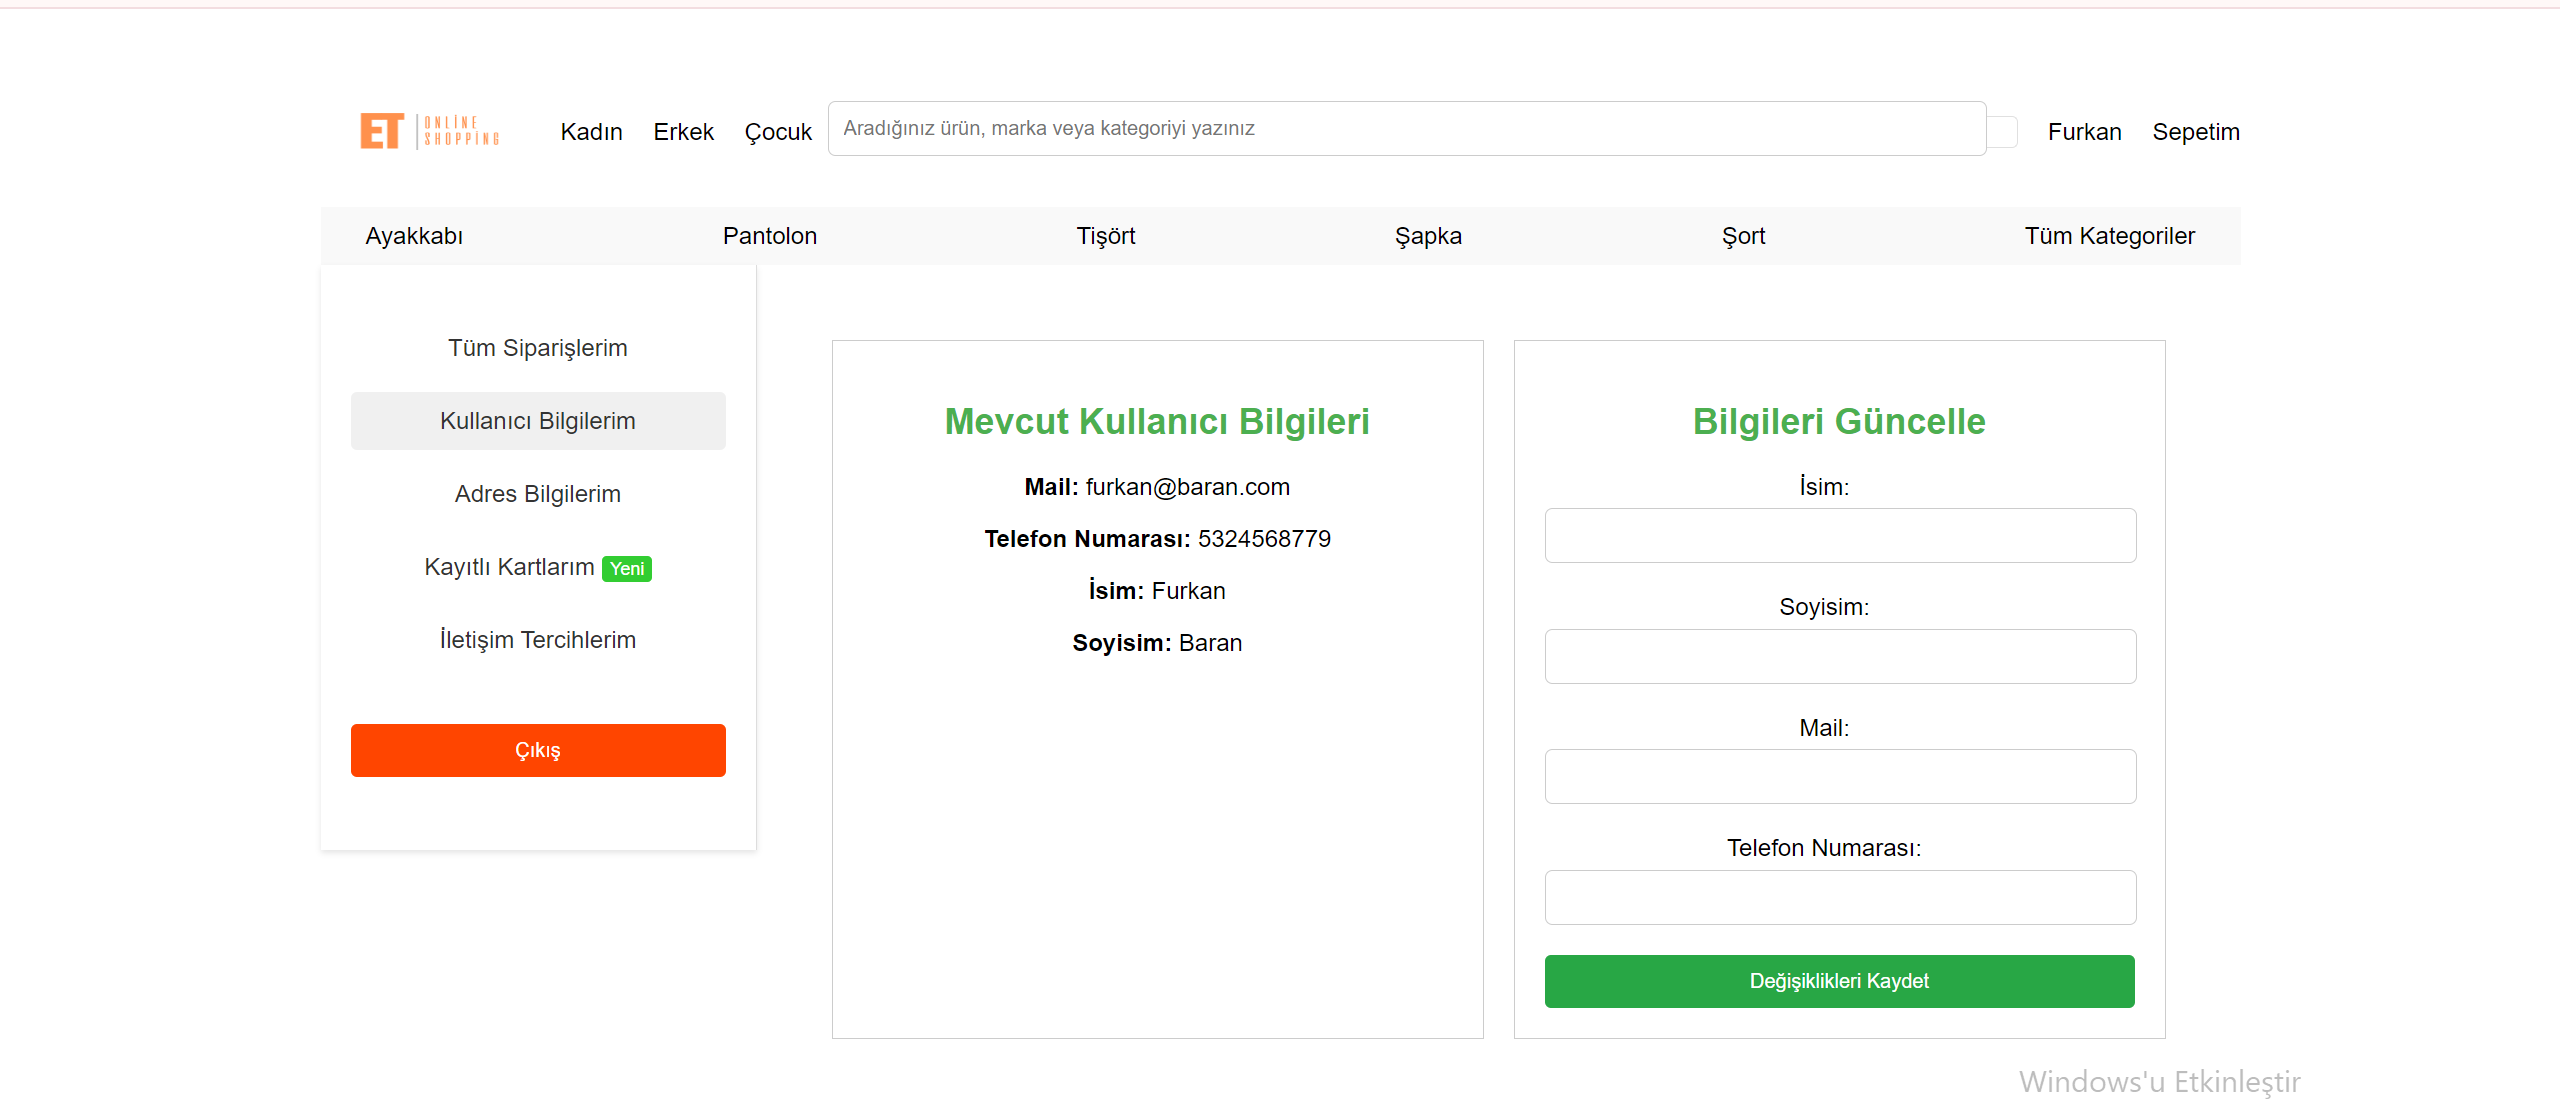 ET ONLINE SHOPPING
Kadın Erkek Çocuk Aradığınız ürün, marka veya kategoriyi yazınız Furkan Sepetim
Ayakkabı Pantolon Tişört Şapka Şort Tüm Kategoriler
Tüm Siparişlerim
Kullanıcı Bilgilerim
Adres Bilgilerim
Kayıtlı Kartlarım Yeni
İletişim Tercihlerim
Çıkış
Mevcut Kullanıcı Bilgileri
Mail: furkan@baran.com
Telefon Numarası: 5324568779
İsim: Furkan
Soyisim: Baran
Bilgileri Güncelle
İsim:
Soyisim:
Mail:
Telefon Numarası:
Değişiklikleri Kaydet
Windows'u Etkinleştir